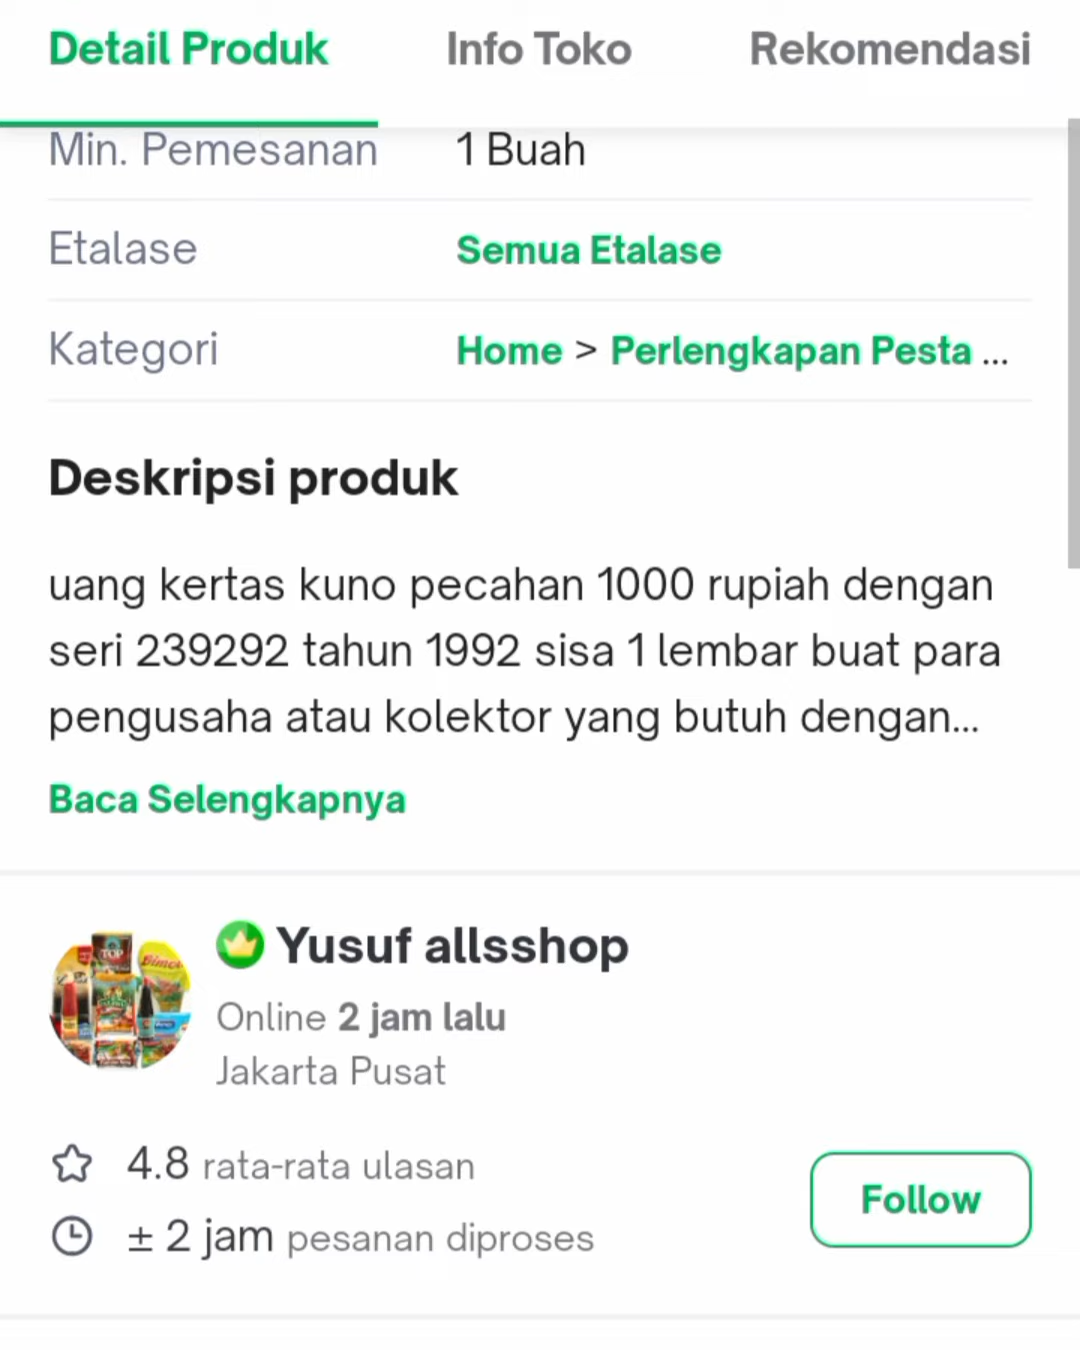 Detail Produk Info Toko Rekomendasi
Min. Pemesanan 1 Buah
Etalase Semua Etalase
Kategori Home > Perlengkapan Pesta ...
Deskripsi produk
uang kertas kuno pecahan 1000 rupiah dengan
seri 239292 tahun 1992 sisa 1 lembar buat para
pengusaha atau kolektor yang butuh dengan...
Baca Selengkapnya
TOP
Bimoli
Yusuf allsshop
Online 2 jam lalu
Jakarta Pusat
4.8 rata-rata ulasan
± 2 jam pesanan diproses
Follow